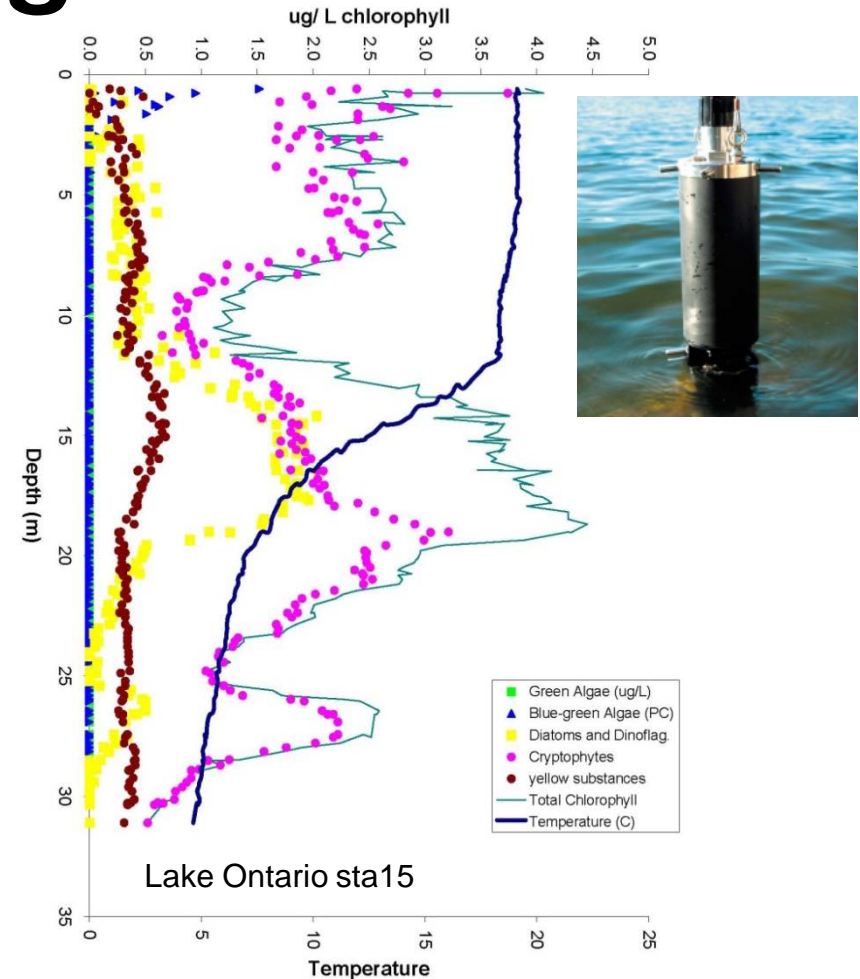 ug/ L chlorophyll
0.0 0.5 1.0 1.5 2.0 2.5 3.0 3.5 4.0 4.5 5.0
0
5
10
15
20
25
30
35
Depth (m)
Green Algae (ug/L)
Blue-green Algae (PC)
Diatoms and Dinoflag.
Cryptophytes
yellow substances
Total Chlorophyll
Temperature (C)
Lake Ontario sta15
0 5 10 15 20 25
Temperature